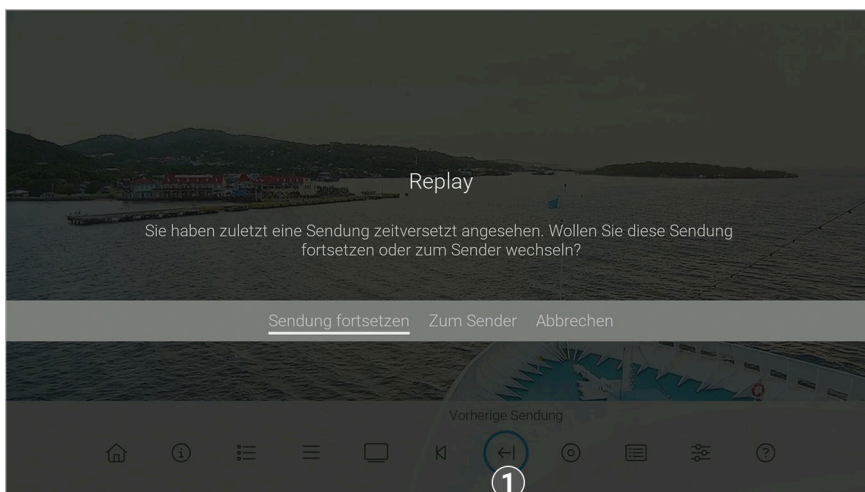 Replay
Sie haben zuletzt eine Sendung zeitversetzt angesehen. Wollen Sie diese Sendung
fortsetzen oder zum Sender wechseln?
Sendung fortsetzen Zum Sender Abbrechen
Vorherige Sendung
1